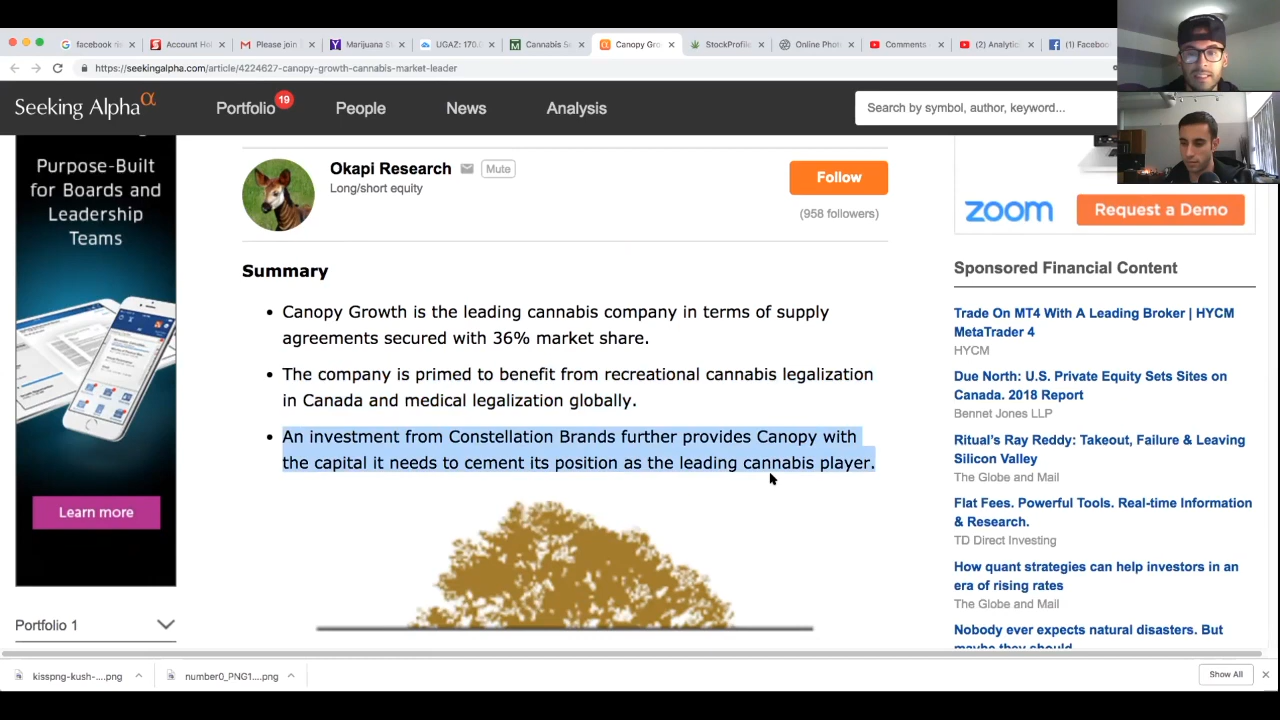 facebook ri
Account Ho
Please join
Marijuana S
UGAZ: 170.0
Cannabis S
Canopy Gro
StockProfile
Online Phot
Comments
(2) Analytic
(1) Faceboo
https://seekingalpha.com/article/4224627-canopy-growth-cannabis-market-leader
Seeking Alpha α
Portfolio 19
People
News
Analysis
Search by symbol, author, keyword...
Purpose-Built
for Boards and
Leadership
Teams
Learn more
Portfolio 1
Okapi Research Mute
Long/short equity
Follow
(958 followers)
Summary
• Canopy Growth is the leading cannabis company in terms of supply
agreements secured with 36% market share.
• The company is primed to benefit from recreational cannabis legalization
in Canada and medical legalization globally.
• An investment from Constellation Brands further provides Canopy with
the capital it needs to cement its position as the leading cannabis player.
zoom Request a Demo
Sponsored Financial Content
Trade On MT4 With A Leading Broker | HYCM
MetaTrader 4
HYCM
Due North: U.S. Private Equity Sets Sites on
Canada. 2018 Report
Bennet Jones LLP
Ritual's Ray Reddy: Takeout, Failure & Leaving
Silicon Valley
The Globe and Mail
Flat Fees. Powerful Tools. Real-time Information
& Research.
TD Direct Investing
How quant strategies can help investors in an
era of rising rates
The Globe and Mail
Nobody ever expects natural disasters. But
maybe they should
kisspng-kush-....png
number0_PNG1....png
Show All